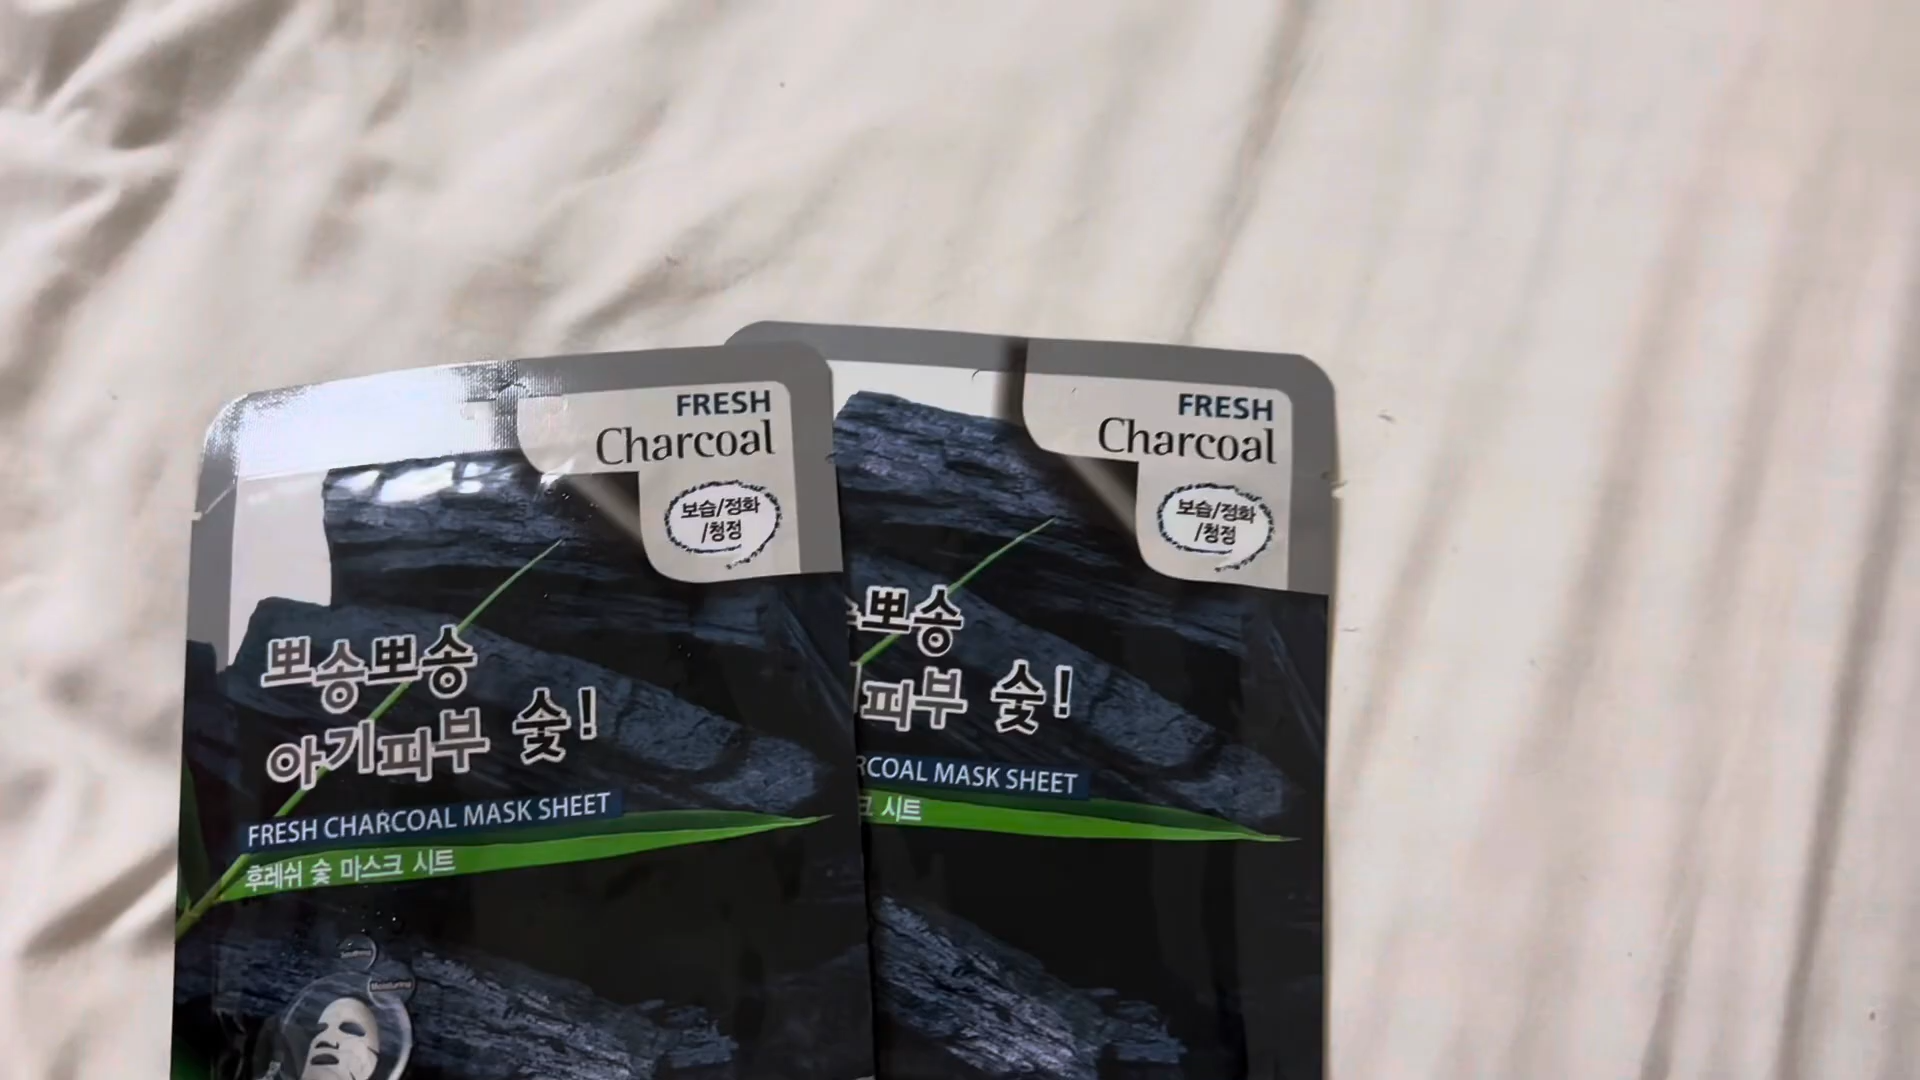 FRESH
Charcoal
보습/정화
/청정
뽀송뽀송
아기피부 숯!
FRESH CHARCOAL MASK SHEET
후레쉬 숯 마스크 시트
Soothing
Moisturizing
FRESH
Charcoal
보습/정화
/청정
뽀송
피부 숯!
RCOAL MASK SHEET
크 시트